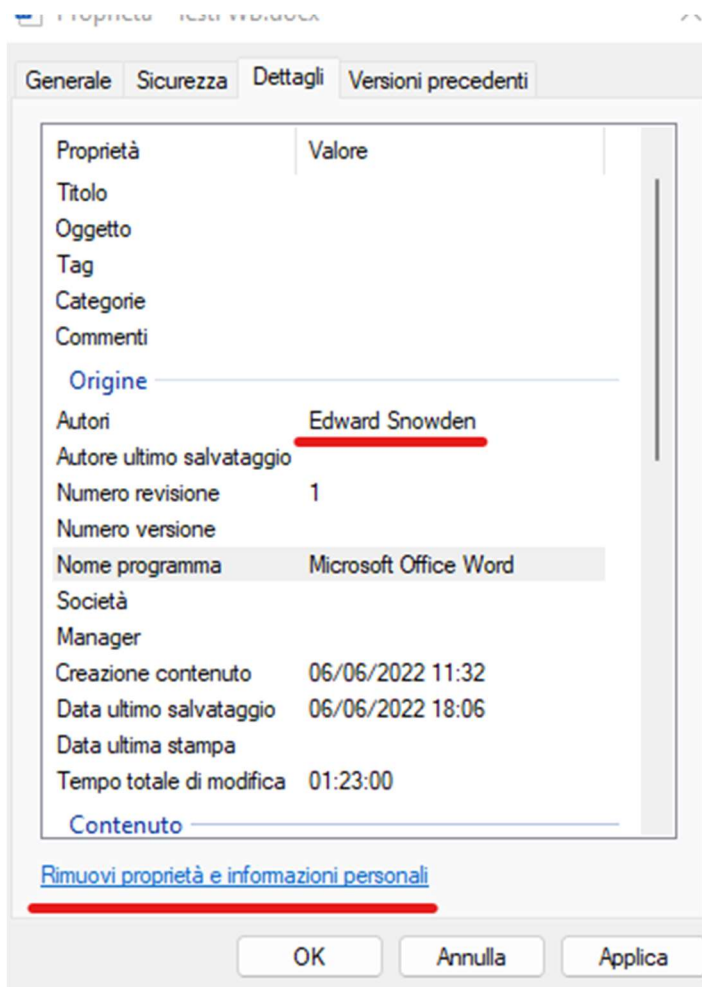 Generale Sicurezza Dettagli Versioni precedenti
Proprietà Valore
Titolo
Oggetto
Tag
Categorie
Commenti
Origine
Autori Edward Snowden
Autore ultimo salvataggio
Numero revisione 1
Numero versione
Nome programma Microsoft Office Word
Società
Manager
Creazione contenuto 06/06/2022 11:32
Data ultimo salvataggio 06/06/2022 18:06
Data ultima stampa
Tempo totale di modifica 01:23:00
Contenuto
Rimuovi proprietà e informazioni personali
OK Annulla Applica